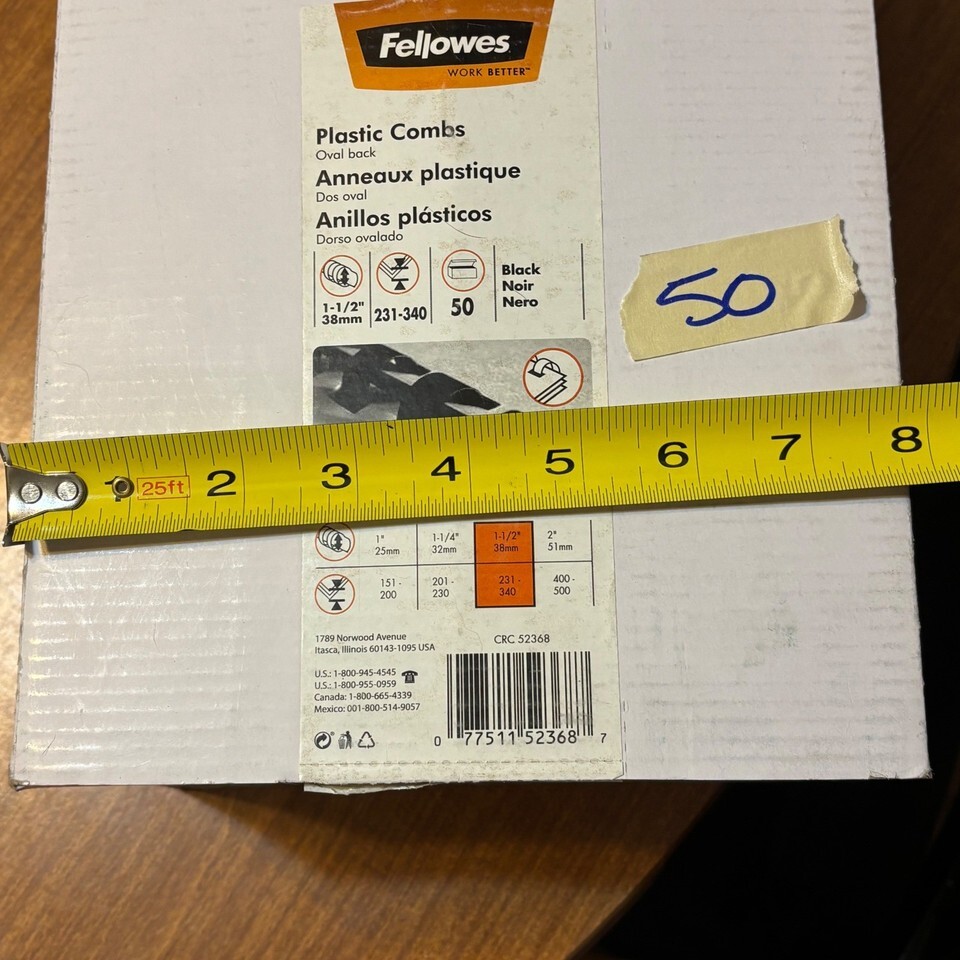 Fellowes
WORK BETTER™
Plastic Combs
Oval back
Anneaux plastique
Dos oval
Anillos plásticos
Dorso ovalado
1-1/2"
38mm
231-340
50
Black
Noir
Nero
50
1 25ft 2 3 4 5 6 7 8
1"
25mm
1-1/4"
32mm
1-1/2"
38mm
2"
51mm
151 -
200
201 -
230
231 -
340
400 -
500
1789 Norwood Avenue
Itasca, Illinois 60143-1095 USA
CRC 52368
U.S.: 1-800-945-4545
U.S.: 1-800-955-0959
Canada: 1-800-665-4339
Mexico: 001-800-514-9057
0 77511 52368 7